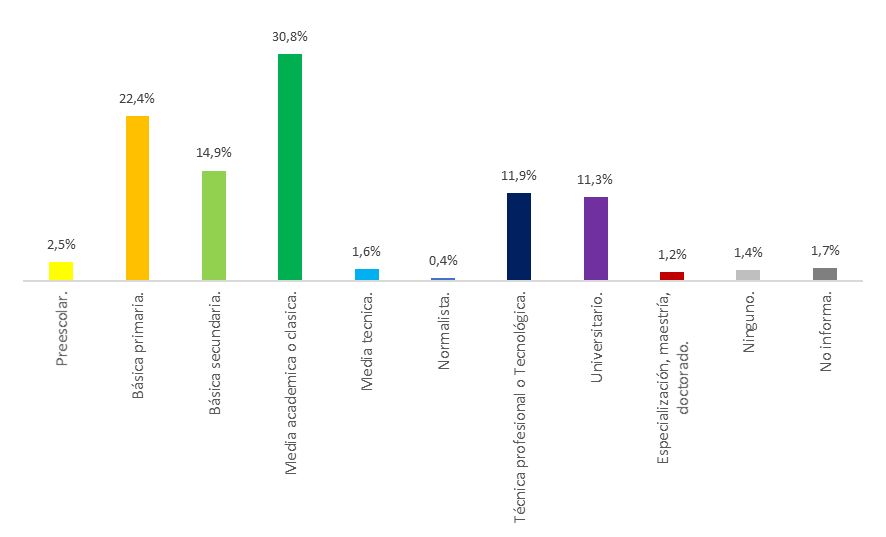 2,5%
22,4%
14,9%
30,8%
1,6%
0,4%
11,9%
11,3%
1,2%
1,4%
1,7%
Preescolar.
Básica primaria.
Básica secundaria.
Media academica o clasica.
Media tecnica.
Normalista.
Técnica profesional o Tecnológica.
Universitario.
Especialización, maestría,
doctorado.
Ninguno.
No informa.